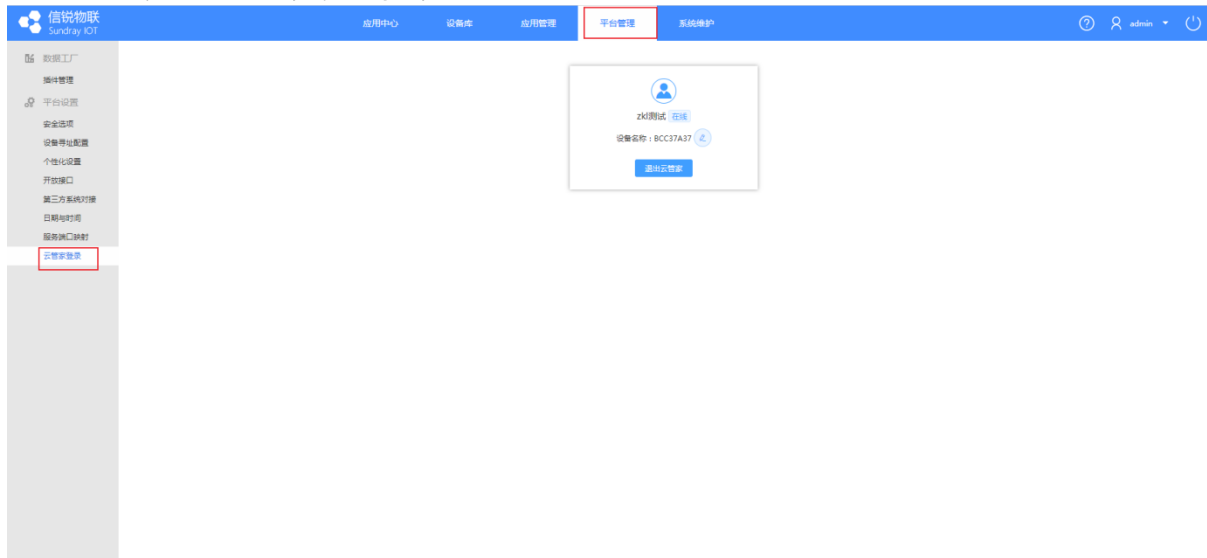 信锐物联
Sundray IOT
应用中心
设备库
应用管理
平台管理
系统维护
admin
数据工厂
插件管理
平台设置
安全选项
设备寻址配置
个性化设置
开放接口
第三方系统对接
日期与时间
服务端口映射
云管家登录
zkl测试 在线
设备名称：BCC37A37
退出云管家